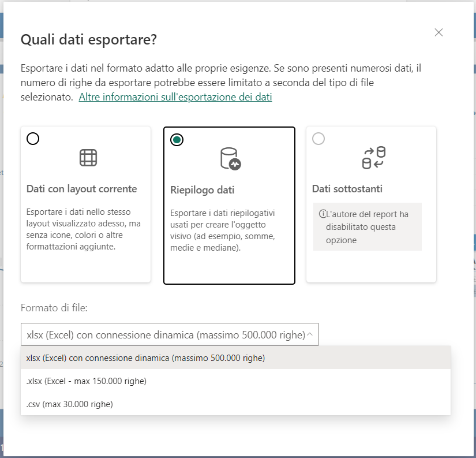 Quali dati esportare?
Esportare i dati nel formato adatto alle proprie esigenze. Se sono presenti numerosi dati, il
numero di righe da esportare potrebbe essere limitato a seconda del tipo di file
selezionato. Altre informazioni sull'esportazione dei dati
Dati con layout corrente
Esportare i dati nello stesso
layout visualizzato adesso, ma
senza icone, colori o altre
formattazioni aggiunte.
Riepilogo dati
Esportare i dati riepilogativi
usati per creare l'oggetto
visivo (ad esempio, somme,
medie e mediane).
Dati sottostanti
L'autore del report ha
disabilitato questa
opzione
Formato di file:
xlsx (Excel) con connessione dinamica (massimo 500.000 righe)
xlsx (Excel) con connessione dinamica (massimo 500.000 righe)
.xlsx (Excel - max 150.000 righe)
.csv (max 30.000 righe)